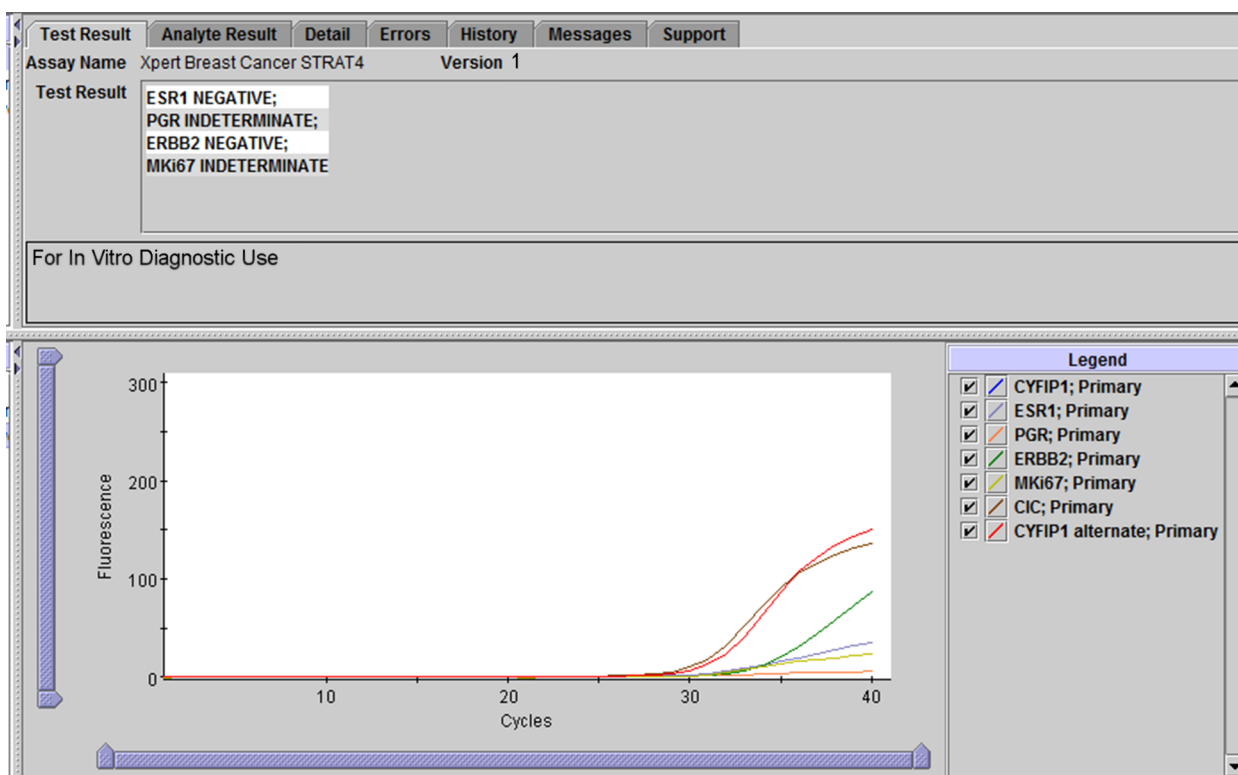 Test Result Analyte Result Detail Errors History Messages Support
Assay Name Xpert Breast Cancer STRAT4 Version 1
Test Result ESR1 NEGATIVE;
PGR INDETERMINATE;
ERBB2 NEGATIVE;
MKi67 INDETERMINATE
For In Vitro Diagnostic Use
300
200
100
0
Fluorescence
10 20 30 40
Cycles
Legend
CYFIP1; Primary
ESR1; Primary
PGR; Primary
ERBB2; Primary
MKi67; Primary
CIC; Primary
CYFIP1 alternate; Primary